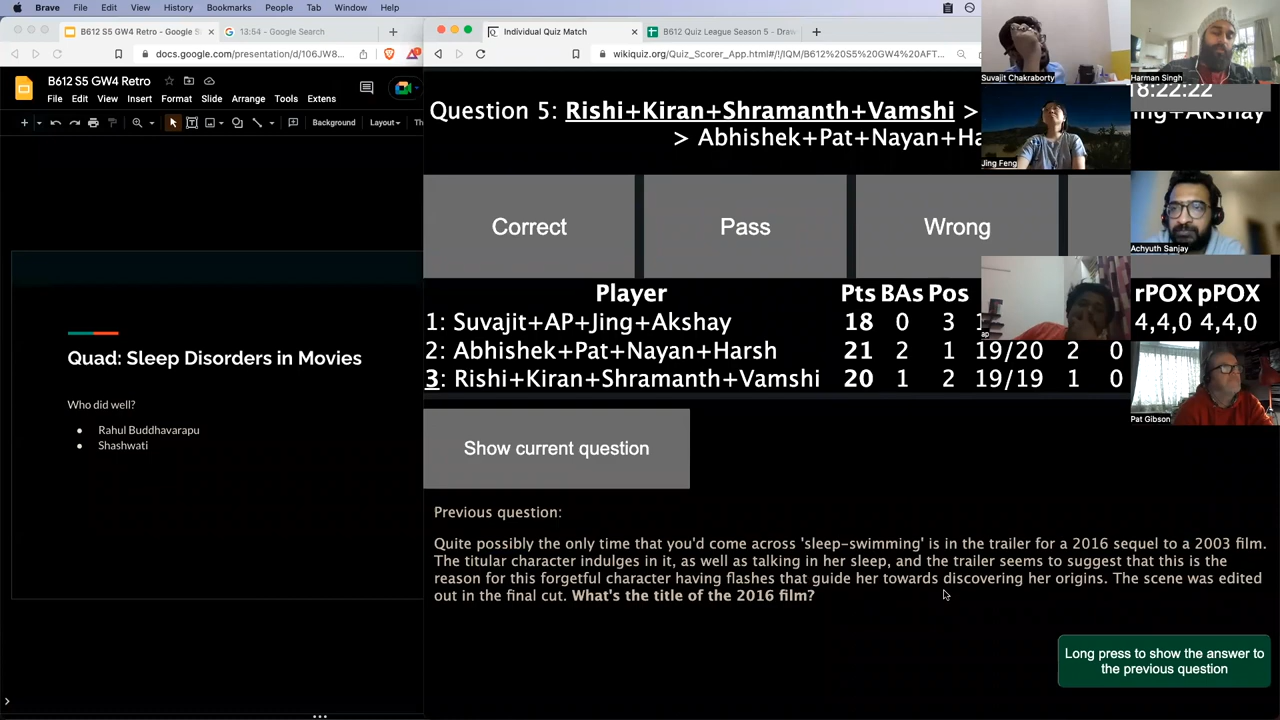 Brave File Edit View History Bookmarks People Tab Window Help
B612 S5 GW4 Retro - Google S
13:54 - Google Search
docs.google.com/presentation/d/106JW8...
B612 S5 GW4 Retro
File Edit View Insert Format Slide Arrange Tools Extens
Background Layout
Quad: Sleep Disorders in Movies
Who did well?
Rahul Buddhavarapu
Shashwati
Individual Quiz Match
B612 Quiz League Season 5 - Draw
wikiquiz.org/Quiz_Scorer_App.html#/!/IQM/B612%20S5%20GW4%20AFT
18:22:22
Question 5: Rishi+Kiran+Shramanth+Vamshi >
ing+Akshay
> Abhishek+Pat+Nayan+Ha
Correct Pass Wrong
Player Pts BAs Pos rPOX pPOX
1: Suvajit+AP+Jing+Akshay 18 0 3 4,4,0 4,4,0
2: Abhishek+Pat+Nayan+Harsh 21 2 1 19/20 2 0
3: Rishi+Kiran+Shramanth+Vamshi 20 1 2 19/19 1 0
Show current question
Previous question:
Quite possibly the only time that you'd come across 'sleep-swimming' is in the trailer for a 2016 sequel to a 2003 film.
The titular character indulges in it, as well as talking in her sleep, and the trailer seems to suggest that this is the
reason for this forgetful character having flashes that guide her towards discovering her origins. The scene was edited
out in the final cut. What's the title of the 2016 film?
Long press to show the answer to
the previous question
Suvajit Chakraborty
Harman Singh
Jing Feng
Achyuth Sanjay
ap
Pat Gibson